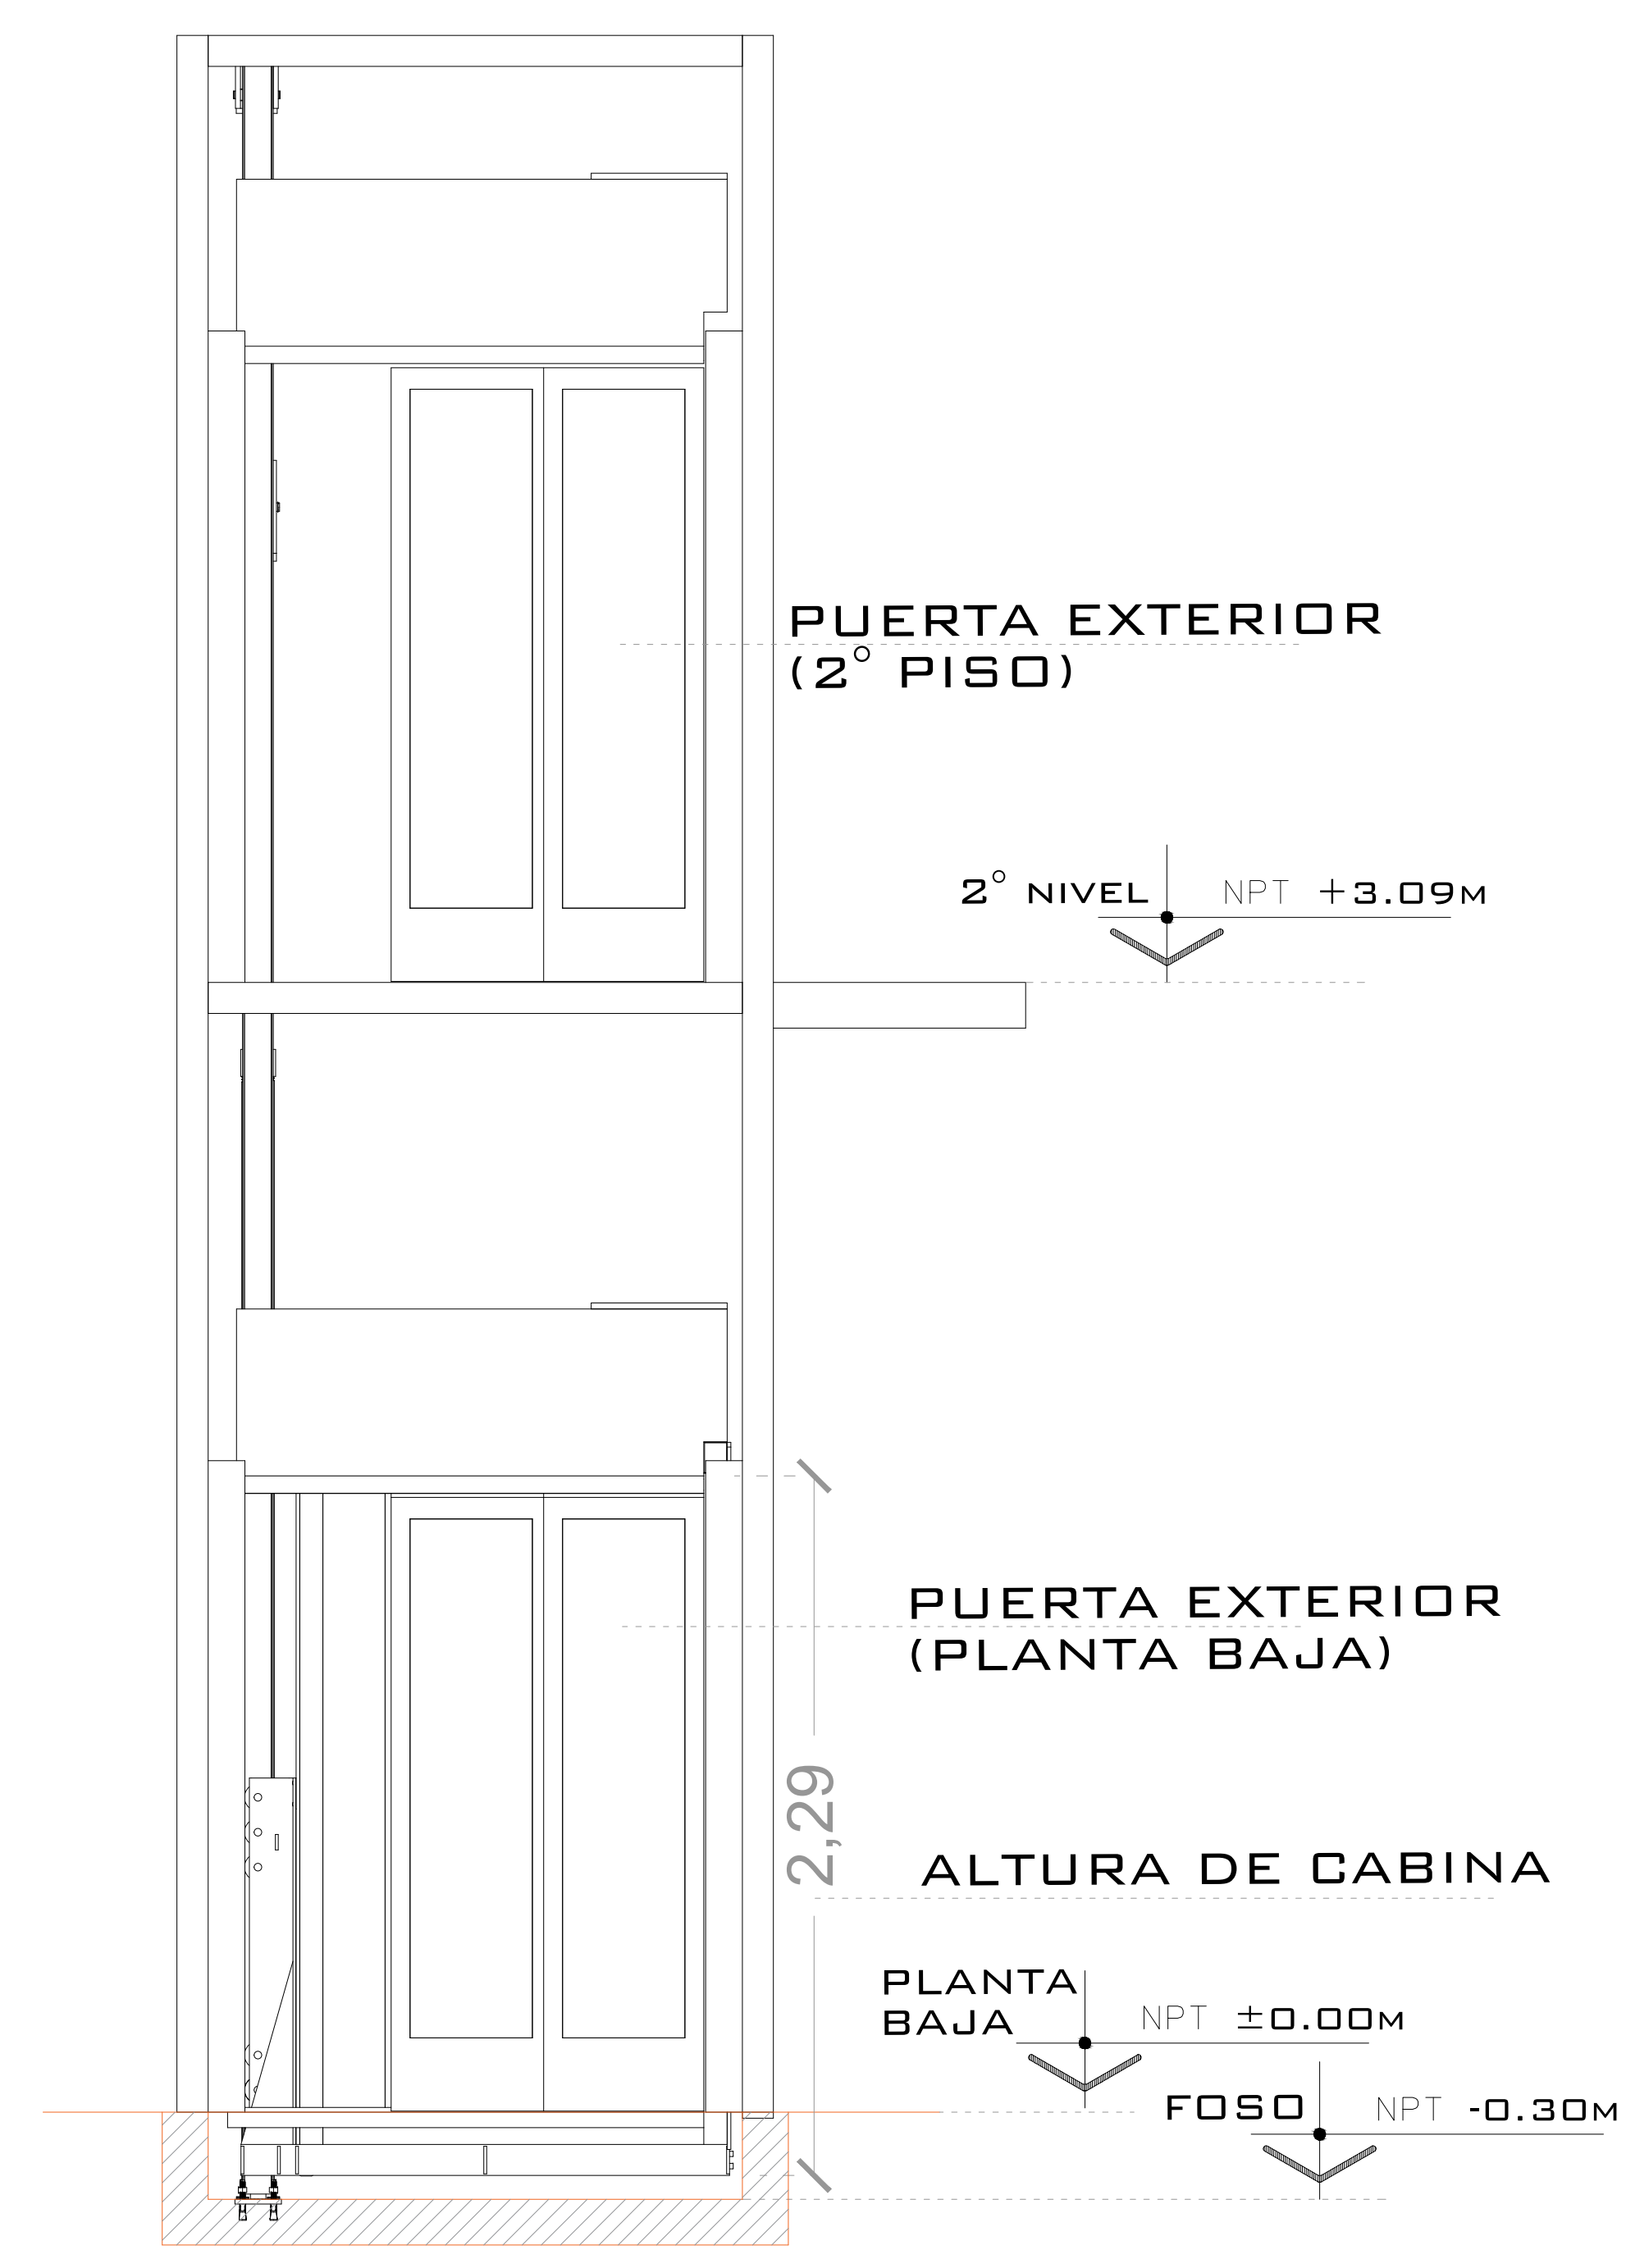 PUERTA EXTERIOR
(2° PISO)
2° NIVEL NPT +3.09M
PUERTA EXTERIOR
(PLANTA BAJA)
2,29
ALTURA DE CABINA
PLANTA
BAJA NPT ±0.00M
FOSO NPT -0.30M